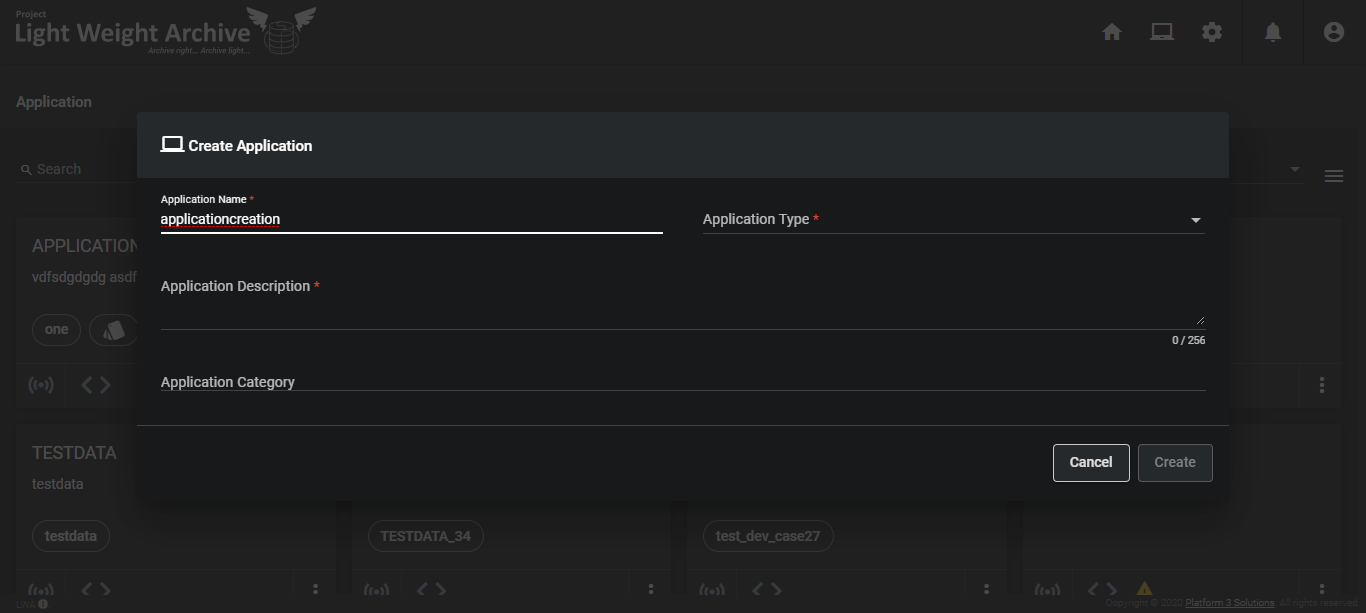 Project
Light Weight Archive
Archive right... Archive light...
Application
Create Application
Search
Application Name *
applicationcreation
Application Type *
APPLICATION
vdfsdgdgdg asdf
Application Description *
one
0 / 256
Application Category
TESTDATA
testdata
Cancel
Create
testdata
TESTDATA_34
test_dev_case27
LWA
Copyright © 2020 Platform 3 Solutions. All rights reserved